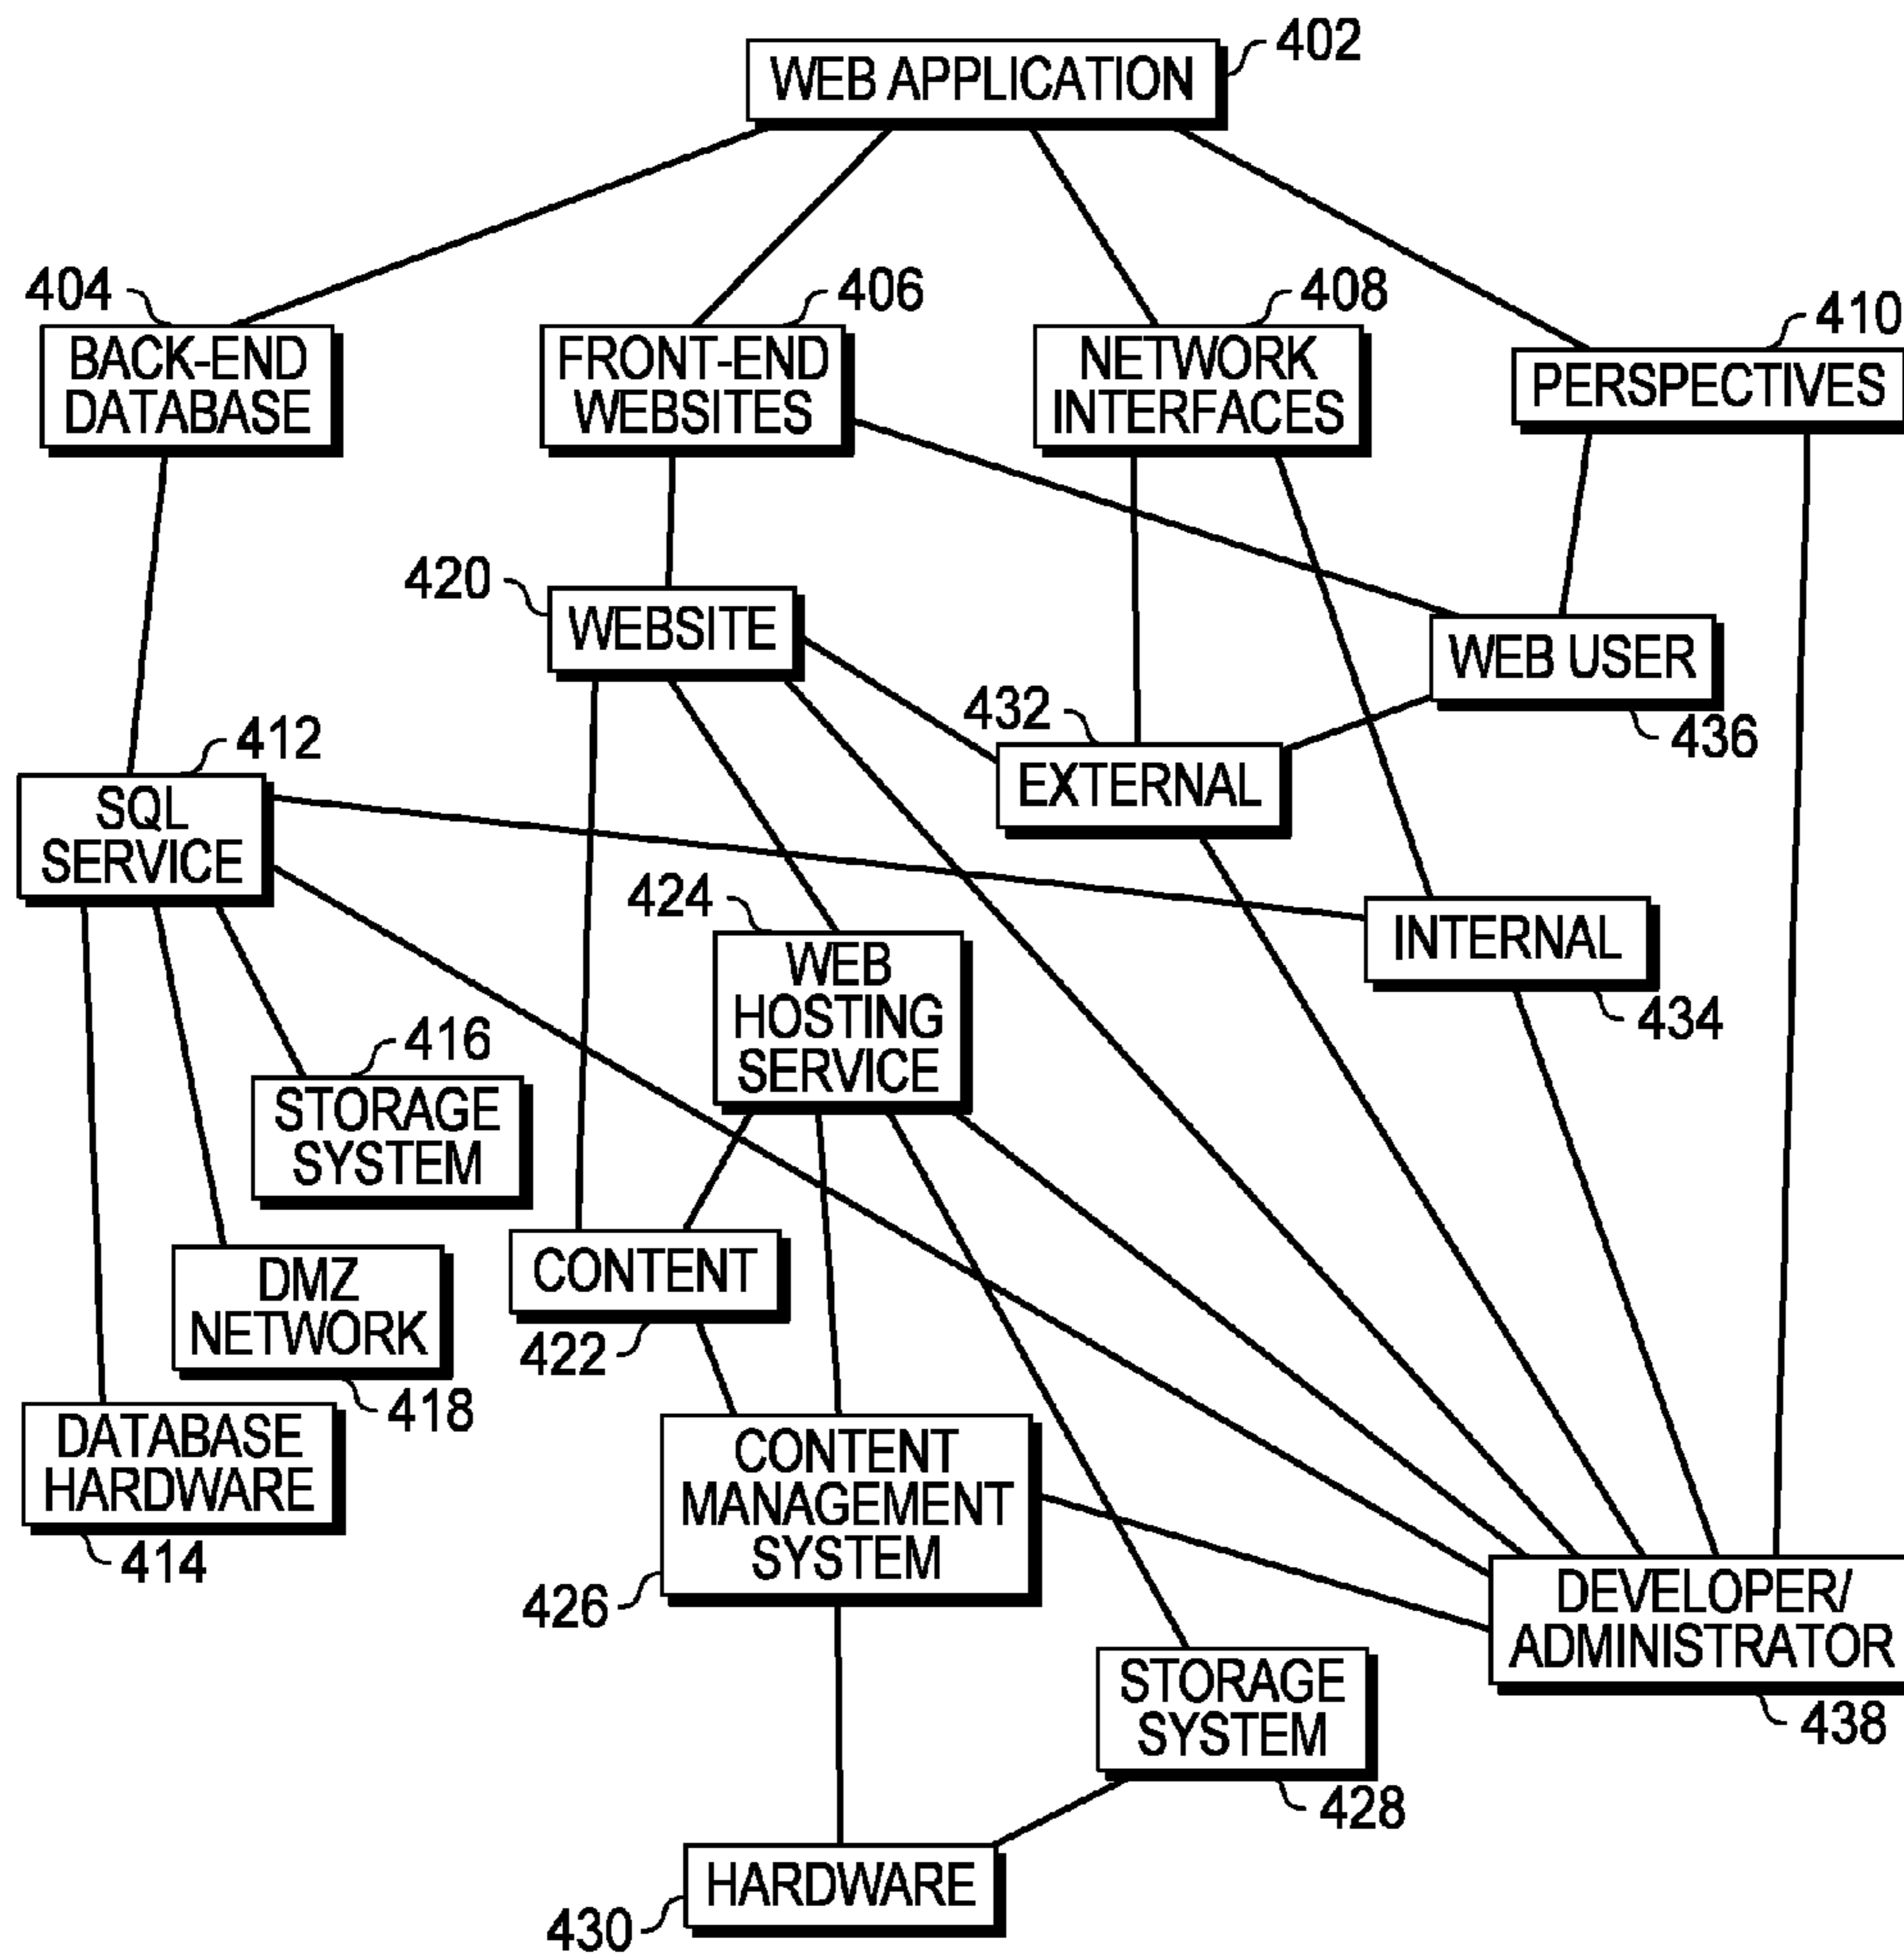 WEB APPLICATION
402
404
BACK-END
DATABASE
406
FRONT-END
WEBSITES
408
NETWORK
INTERFACES
410
PERSPECTIVES
420
WEBSITE
WEB USER
436
432
EXTERNAL
412
SQL
SERVICE
424
WEB
HOSTING
SERVICE
INTERNAL
434
416
STORAGE
SYSTEM
DMZ
NETWORK
418
CONTENT
422
DATABASE
HARDWARE
414
CONTENT
MANAGEMENT
SYSTEM
426
DEVELOPER/
ADMINISTRATOR
438
STORAGE
SYSTEM
428
HARDWARE
430